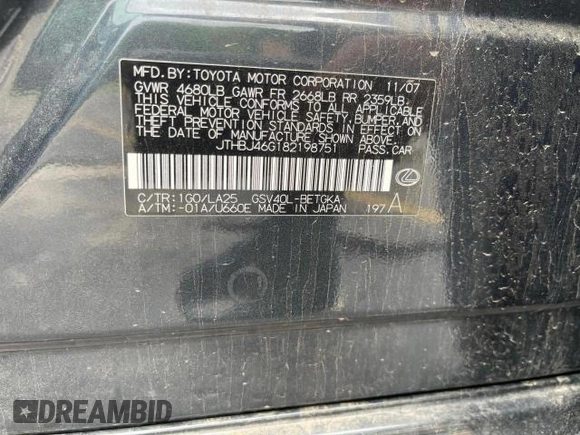 MFD. BY: TOYOTA MOTOR CORPORATION 11/07
GVWR 4680LB GAWR FR 2668LB RR 2359LB
THIS VEHICLE CONFORMS TO ALL APPLICABLE
FEDERAL MOTOR VEHICLE SAFETY, BUMPER, AND
THEFT PREVENTION STANDARDS IN EFFECT ON
THE DATE OF MANUFACTURE SHOWN ABOVE.
JTHBJ46G182198751 PASS. CAR
C/TR: 1G0/LA25 GSV40L-BETGKA
A/TM: -01A/U660E MADE IN JAPAN 197 A
DREAMBID